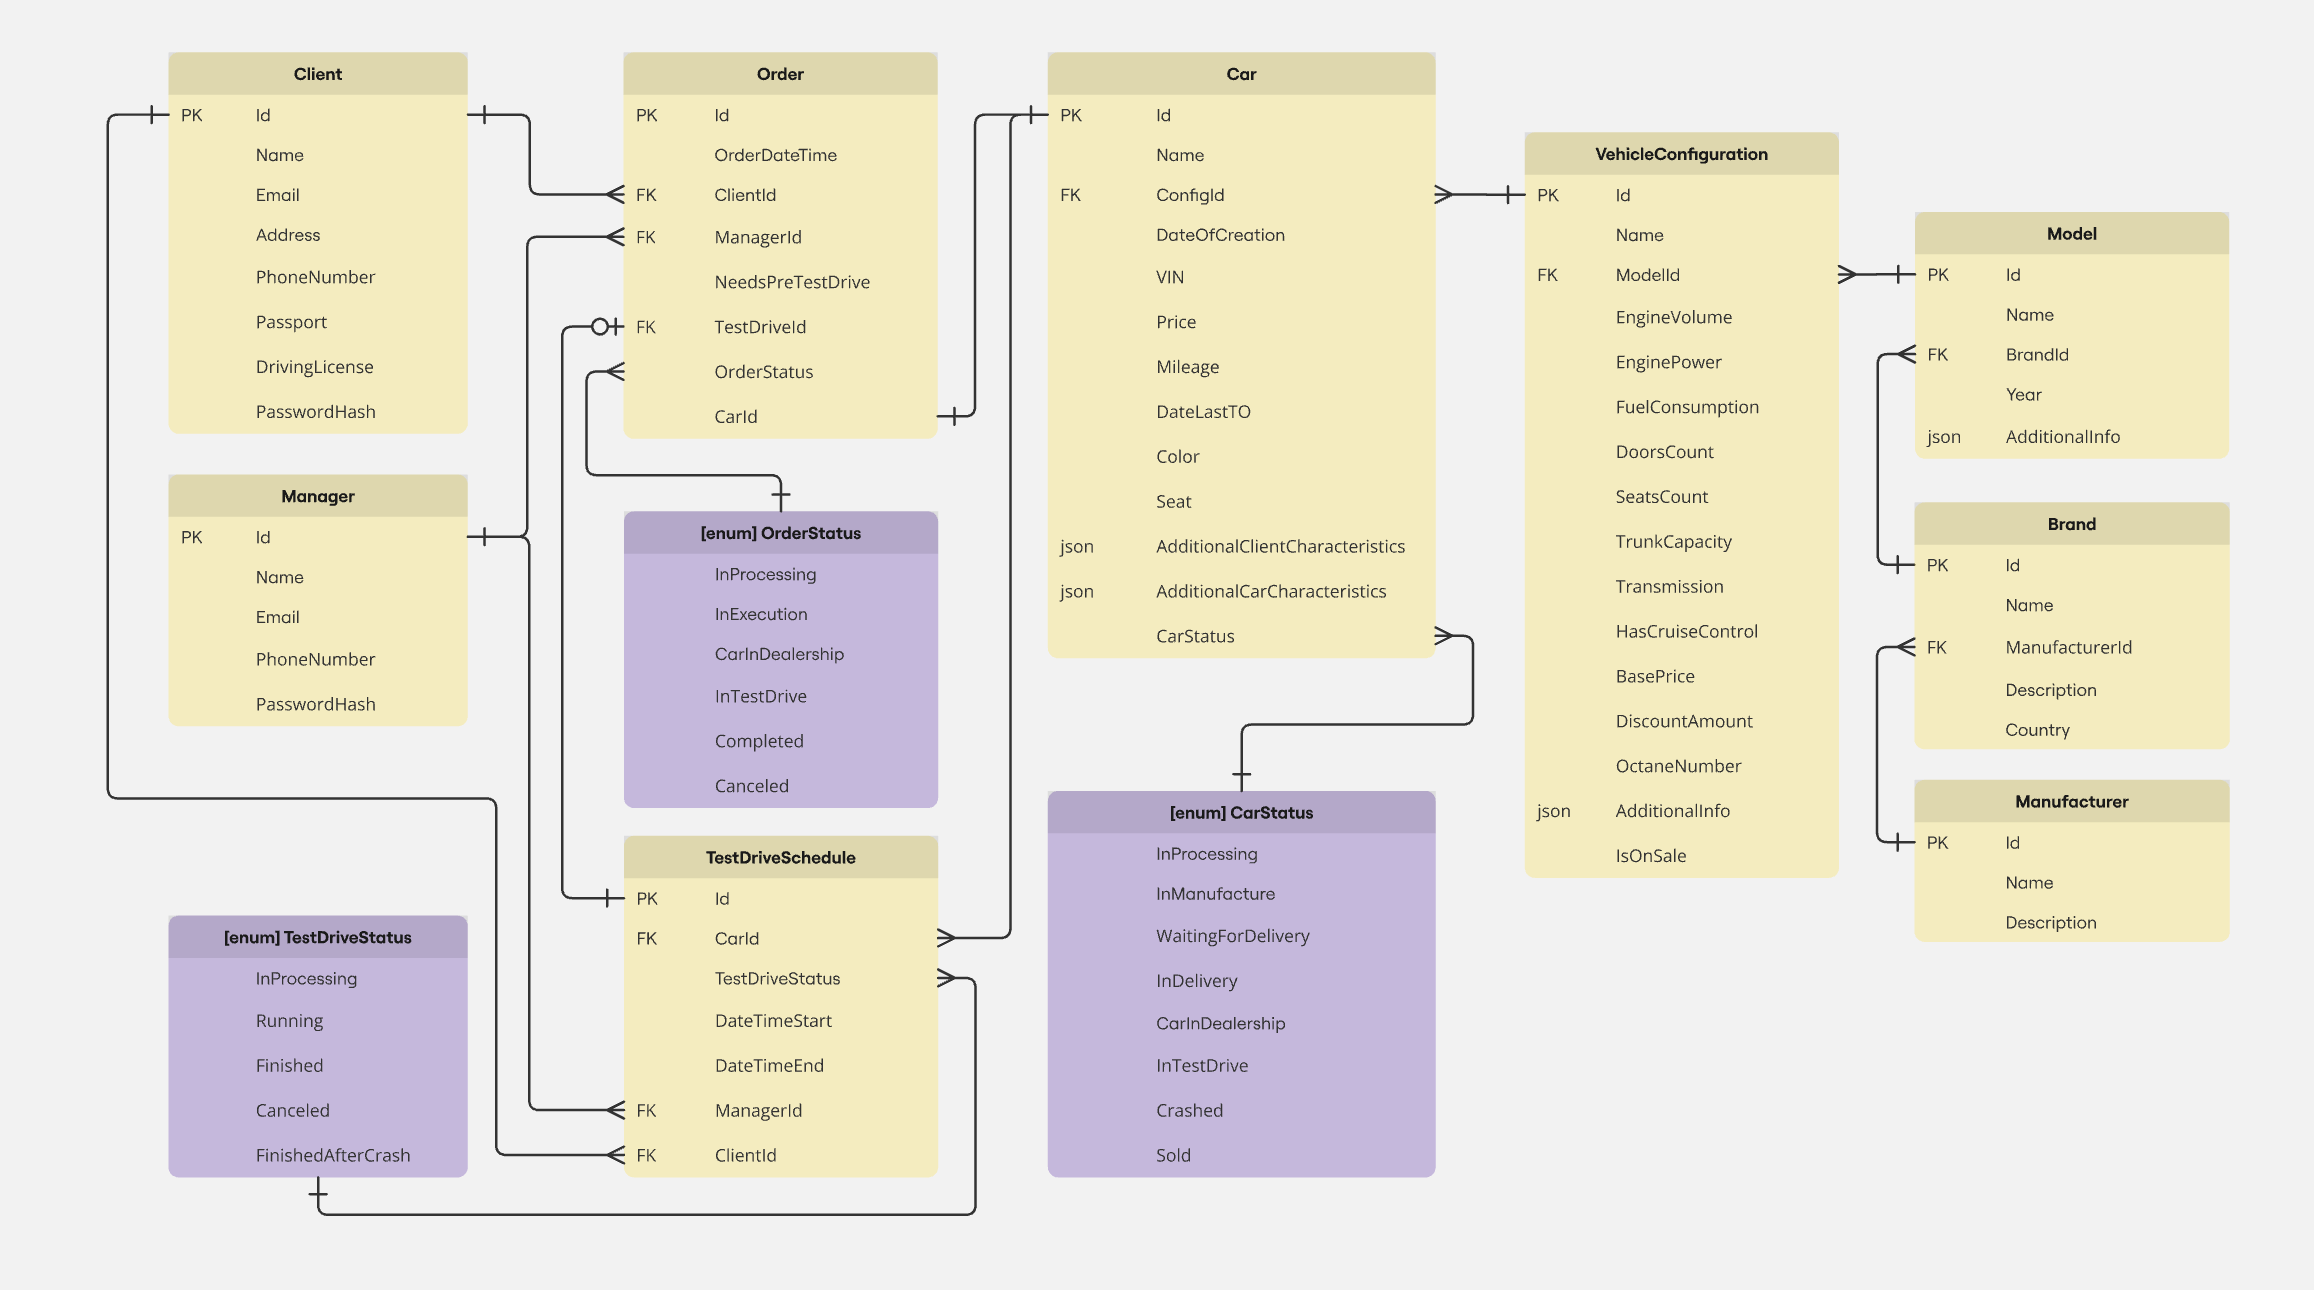 Client
PK Id
Name
Email
Address
PhoneNumber
Passport
DrivingLicense
PasswordHash
Manager
PK Id
Name
Email
PhoneNumber
PasswordHash
[enum] TestDriveStatus
InProcessing
Running
Finished
Canceled
FinishedAfterCrash
Order
PK Id
OrderDateTime
FK ClientId
FK ManagerId
NeedsPreTestDrive
FK TestDriveId
OrderStatus
CarId
[enum] OrderStatus
InProcessing
InExecution
CarInDealership
InTestDrive
Completed
Canceled
TestDriveSchedule
PK Id
FK CarId
TestDriveStatus
DateTimeStart
DateTimeEnd
FK ManagerId
FK ClientId
Car
PK Id
Name
FK ConfigId
DateOfCreation
VIN
Price
Mileage
DateLastTO
Color
Seat
json AdditionalClientCharacteristics
json AdditionalCarCharacteristics
CarStatus
[enum] CarStatus
InProcessing
InManufacture
WaitingForDelivery
InDelivery
CarInDealership
InTestDrive
Crashed
Sold
VehicleConfiguration
PK Id
Name
FK ModelId
EngineVolume
EnginePower
FuelConsumption
DoorsCount
SeatsCount
TrunkCapacity
Transmission
HasCruiseControl
BasePrice
DiscountAmount
OctaneNumber
json AdditionalInfo
IsOnSale
Model
PK Id
Name
FK BrandId
Year
json AdditionalInfo
Brand
PK Id
Name
FK ManufacturerId
Description
Country
Manufacturer
PK Id
Name
Description